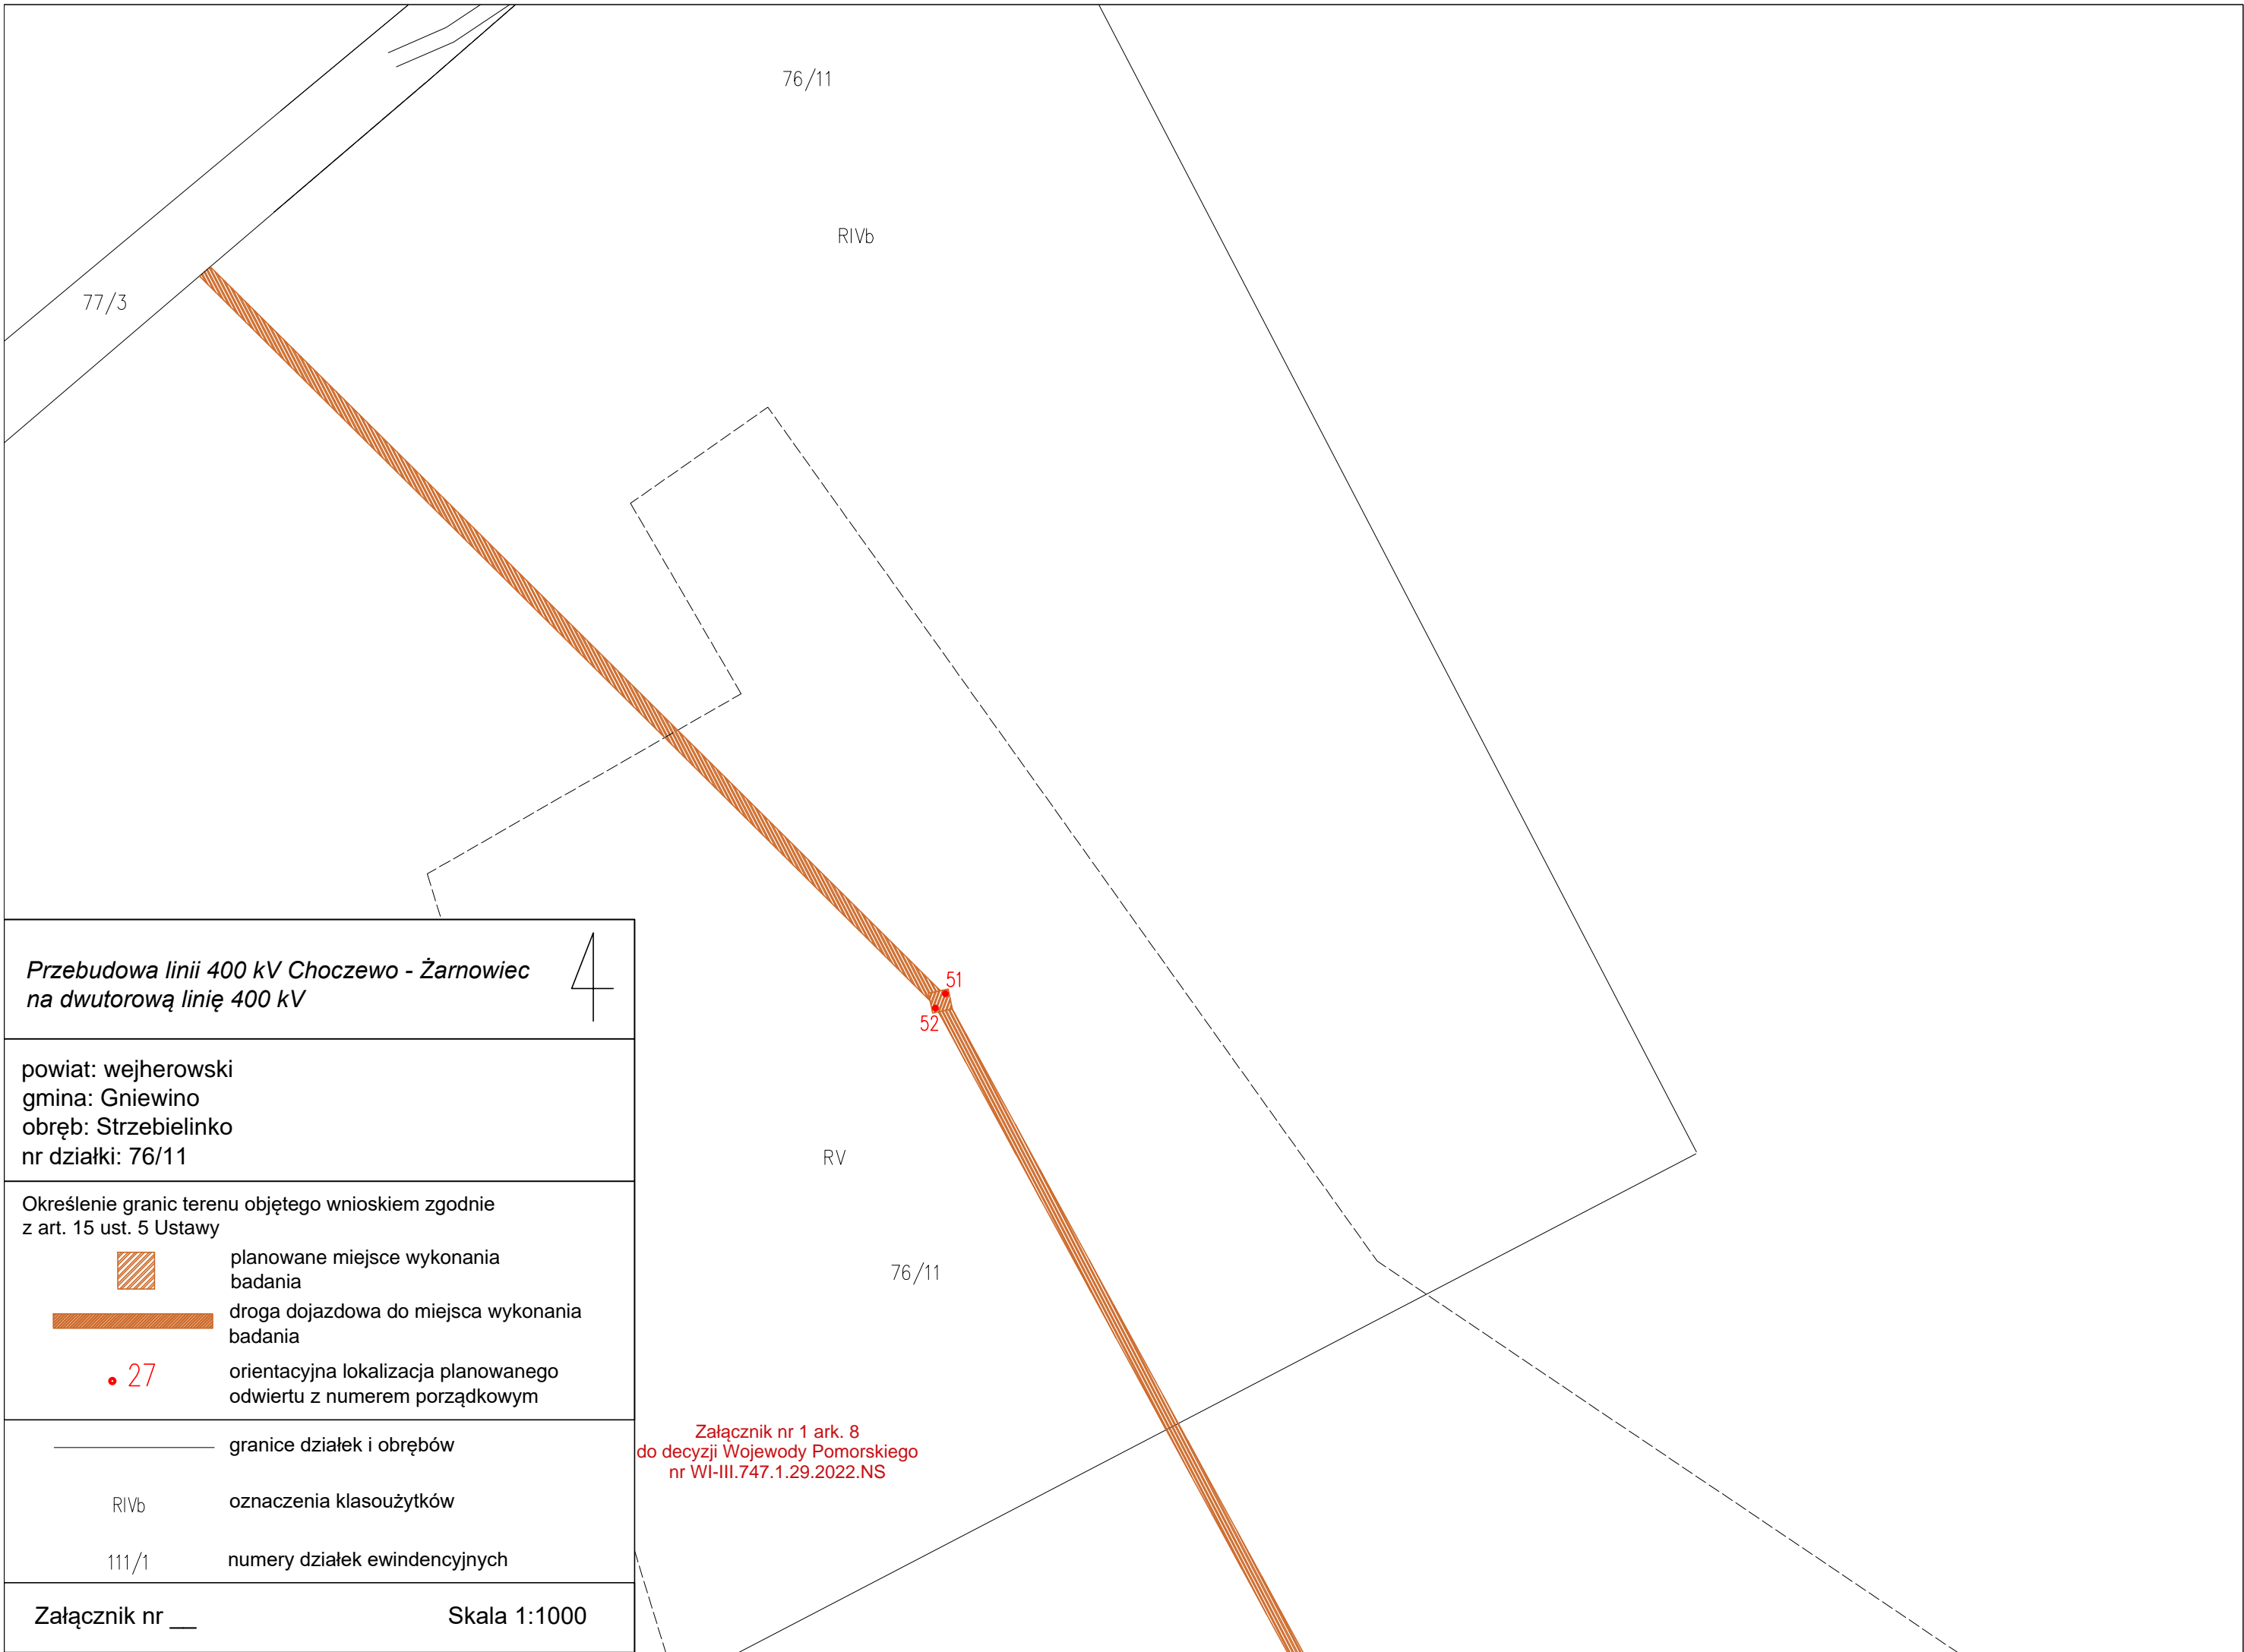 76/11
RIVb
77/3
51
52
RV
76/11
Załącznik nr 1 ark. 8
do decyzji Wojewody Pomorskiego
nr WI-III.747.1.29.2022.NS
Przebudowa linii 400 kV Choczewo - Żarnowiec
na dwutorową linię 400 kV
powiat: wejherowski
gmina: Gniewino
obręb: Strzebielinko
nr działki: 76/11
Określenie granic terenu objętego wnioskiem zgodnie
z art. 15 ust. 5 Ustawy
planowane miejsce wykonania
badania
droga dojazdowa do miejsca wykonania
badania
27
orientacyjna lokalizacja planowanego
odwiertu z numerem porządkowym
granice działek i obrębów
RIVb
oznaczenia klasoużytków
111/1
numery działek ewindencyjnych
Załącznik nr __
Skala 1:1000